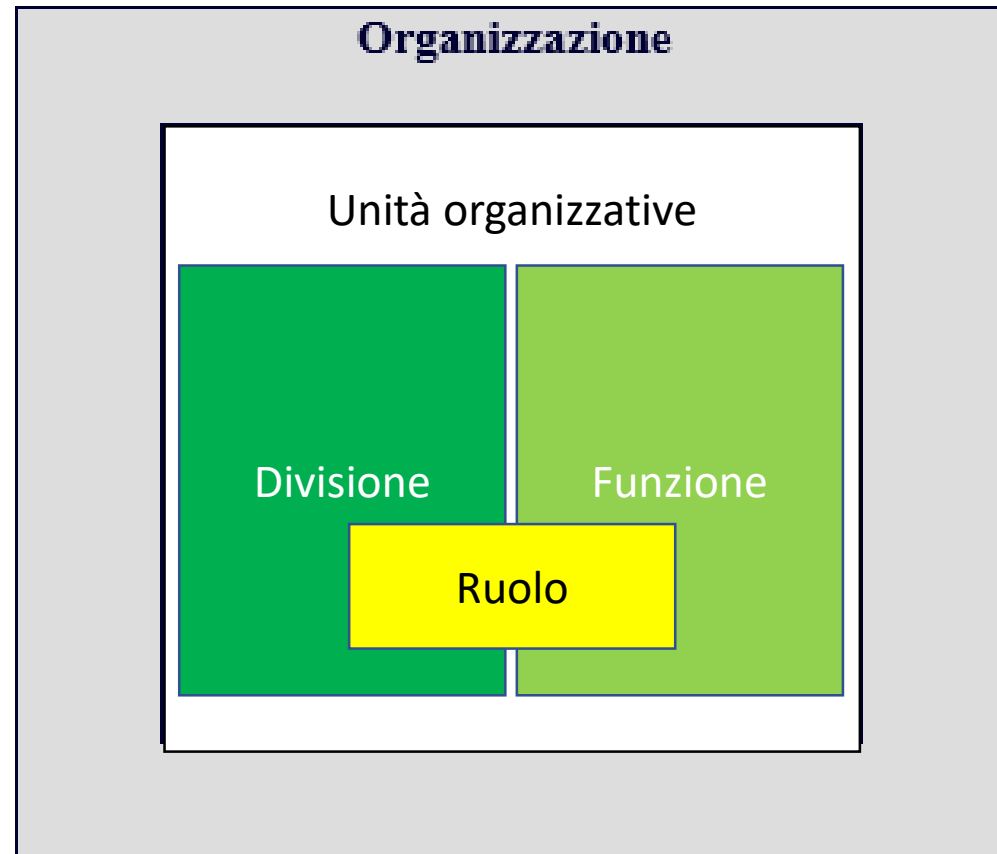 Organizzazione
Unità organizzative
Divisione
Funzione
Ruolo